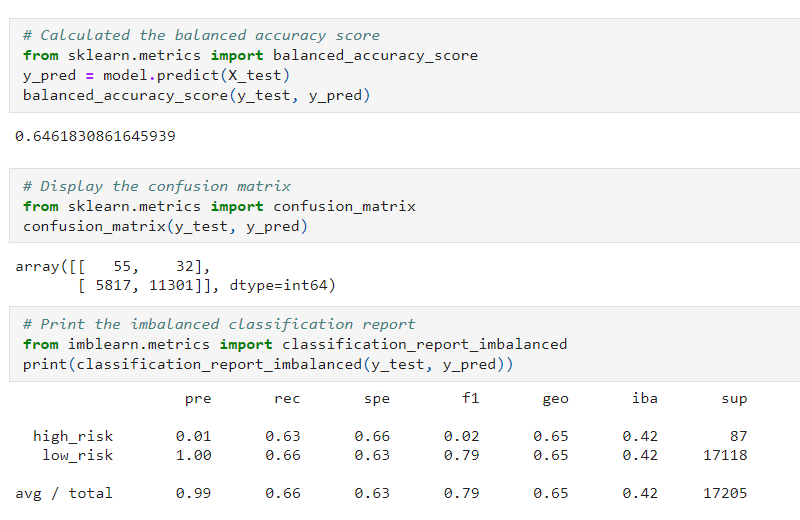 # Calculated the balanced accuracy score
from sklearn.metrics import balanced_accuracy_score
y_pred = model.predict(X_test)
balanced_accuracy_score(y_test, y_pred)
0.6461830861645939
# Display the confusion matrix
from sklearn.metrics import confusion_matrix
confusion_matrix(y_test, y_pred)
array([[   55,    32],
       [ 5817, 11301]], dtype=int64)
# Print the imbalanced classification report
from imblearn.metrics import classification_report_imbalanced
print(classification_report_imbalanced(y_test, y_pred))
                   pre       rec       spe        f1       geo       iba       sup
  high_risk       0.01      0.63      0.66      0.02      0.65      0.42        87
   low_risk       1.00      0.66      0.63      0.79      0.65      0.42     17118
avg / total       0.99      0.66      0.63      0.79      0.65      0.42     17205